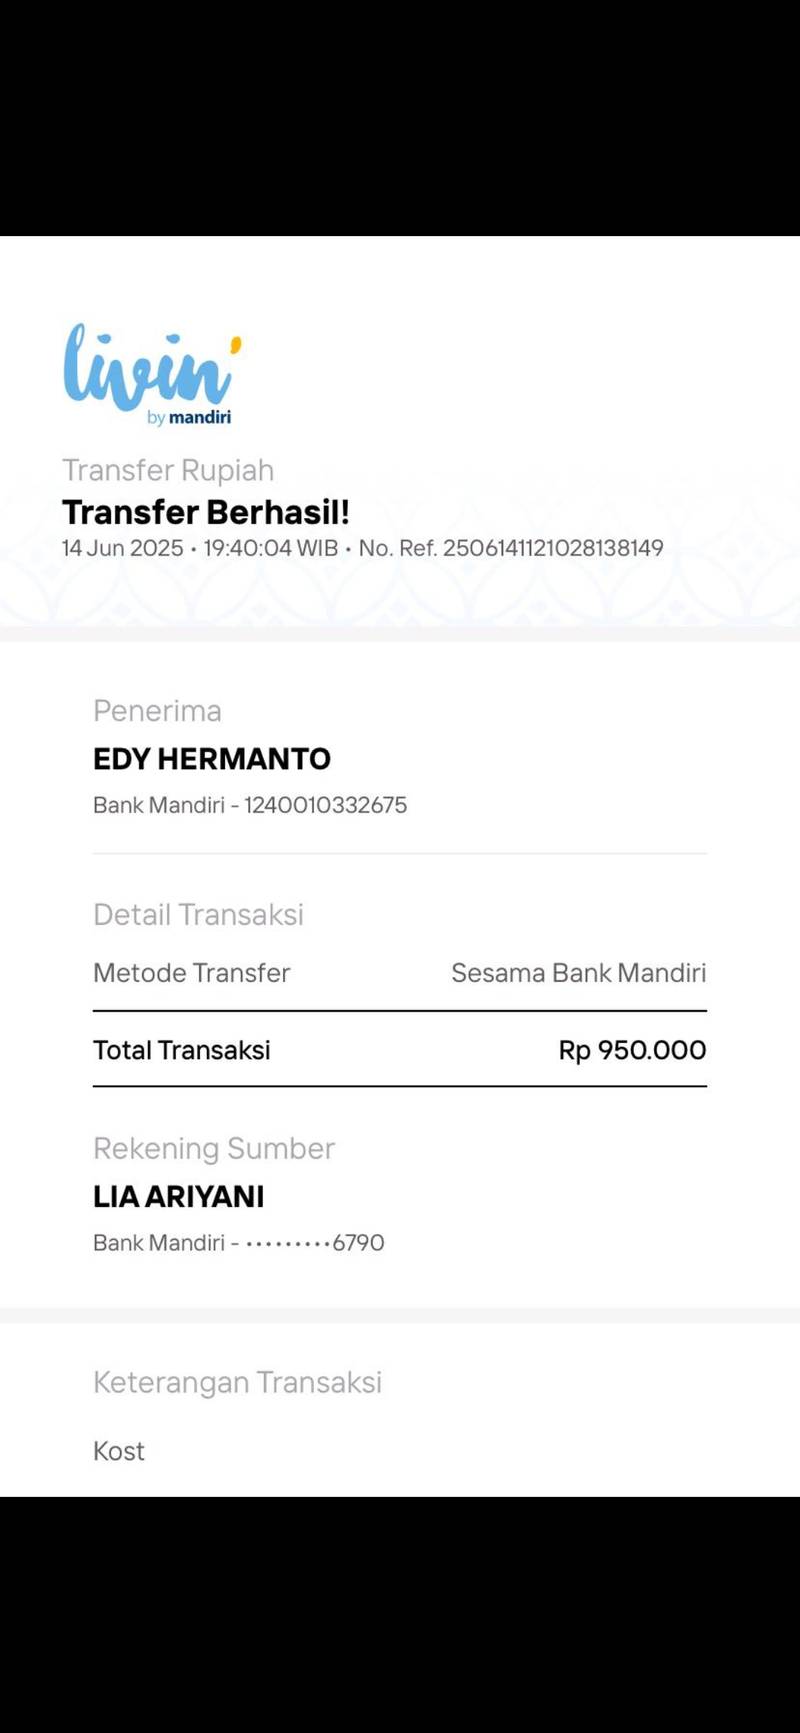 livin'
by mandiri
Transfer Rupiah
Transfer Berhasil!
14 Jun 2025 • 19:40:04 WIB • No. Ref. 2506141121028138149
Penerima
EDY HERMANTO
Bank Mandiri - 1240010332675
Detail Transaksi
Metode Transfer Sesama Bank Mandiri
Total Transaksi Rp 950.000
Rekening Sumber
LIA ARIYANI
Bank Mandiri - •••••••••6790
Keterangan Transaksi
Kost